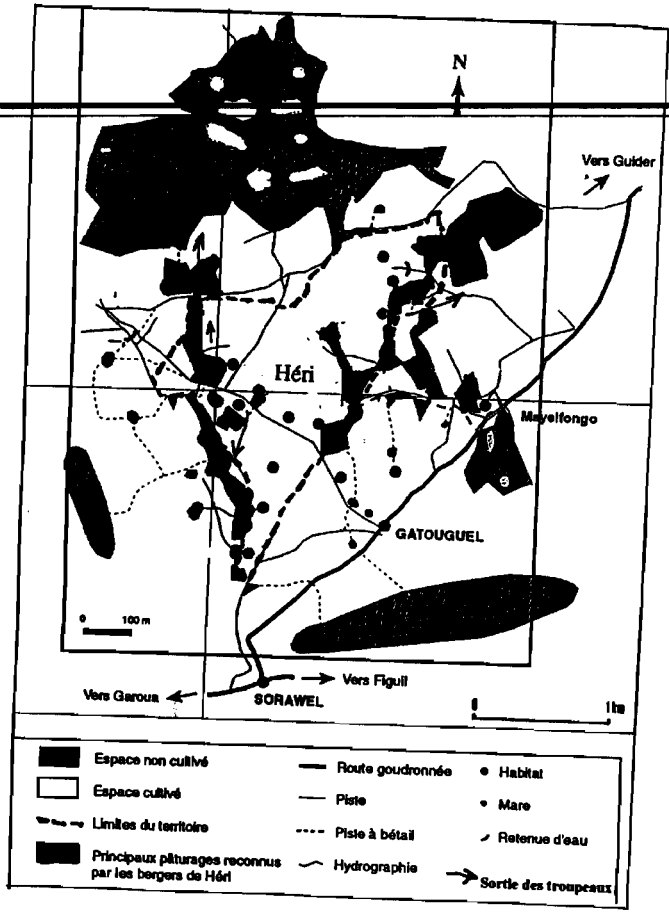 N
Vers Guider
Héri
Mayelfongo
GATOUGUEL
0 100 m
Vers Figuil
Vers Garoua
SORAWEL
1 km
Espace non cultivé
Espace cultivé
Limites du territoire
Principaux pâturages reconnus
par les bergers de Héri
Route goudronnée
Piste
Piste à bétail
Hydrographie
Habitat
Mare
Retenue d'eau
Sortie des troupeaux